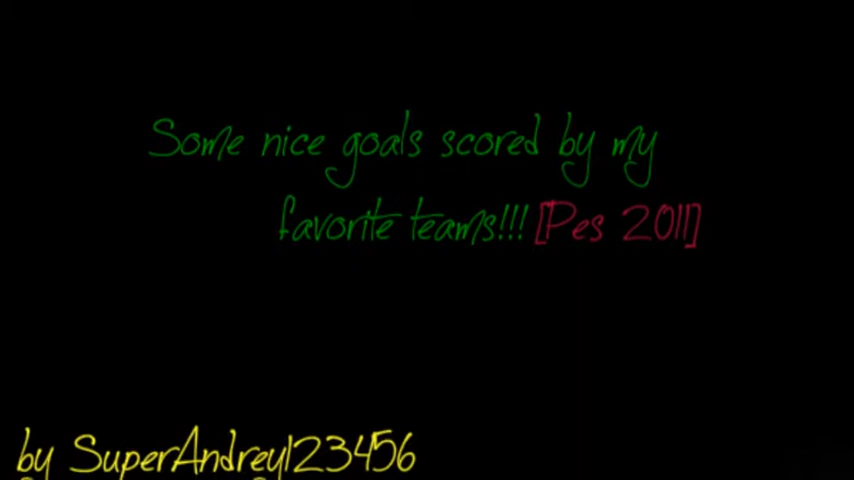 Some nice goals scored by my
favorite teams!!! [Pes 2011]
by SuperAndrey123456